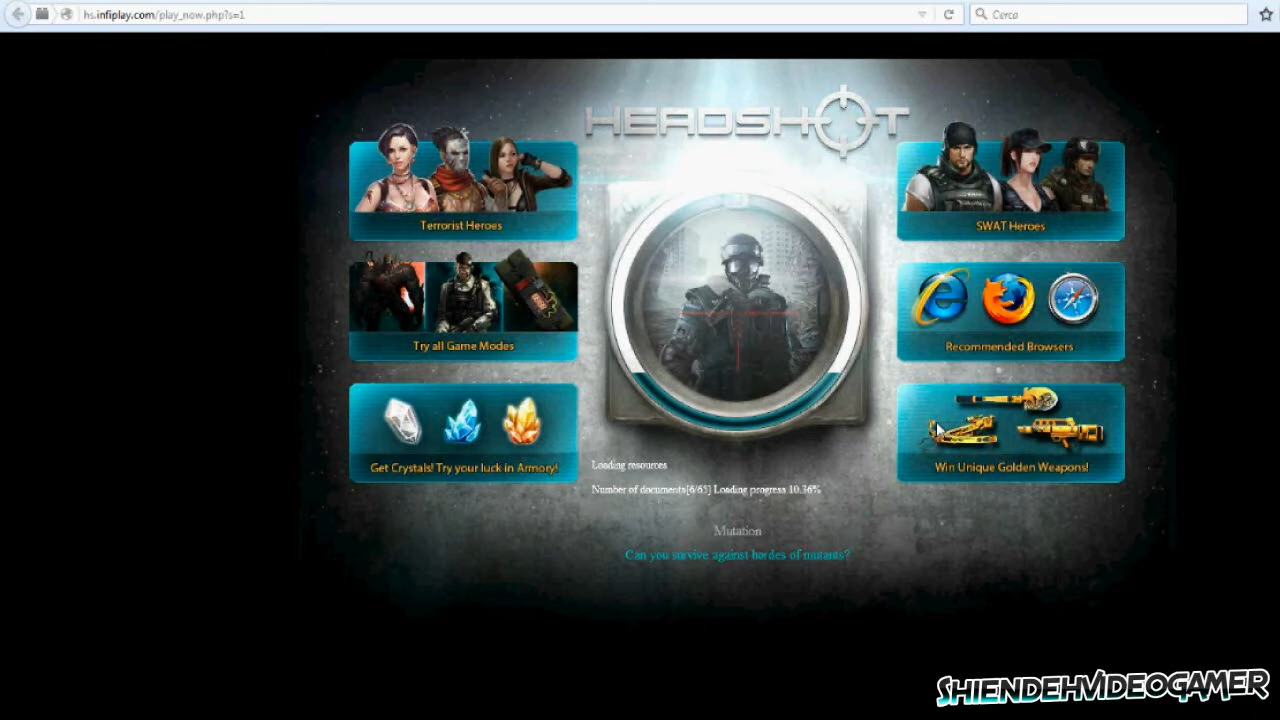 hs.infiplay.com/play_now.php?s=1
Cerca
HEADSHOT
Terrorist Heroes
SWAT Heroes
Try all Game Modes
Recommended Browsers
Get Crystals! Try your luck in Armory!
Win Unique Golden Weapons!
Loading resources
Number of documents[6/65] Loading progress 10.36%
Mutation
Can you survive against hordes of mutants?
SHIENDEHVIDEOGAMER